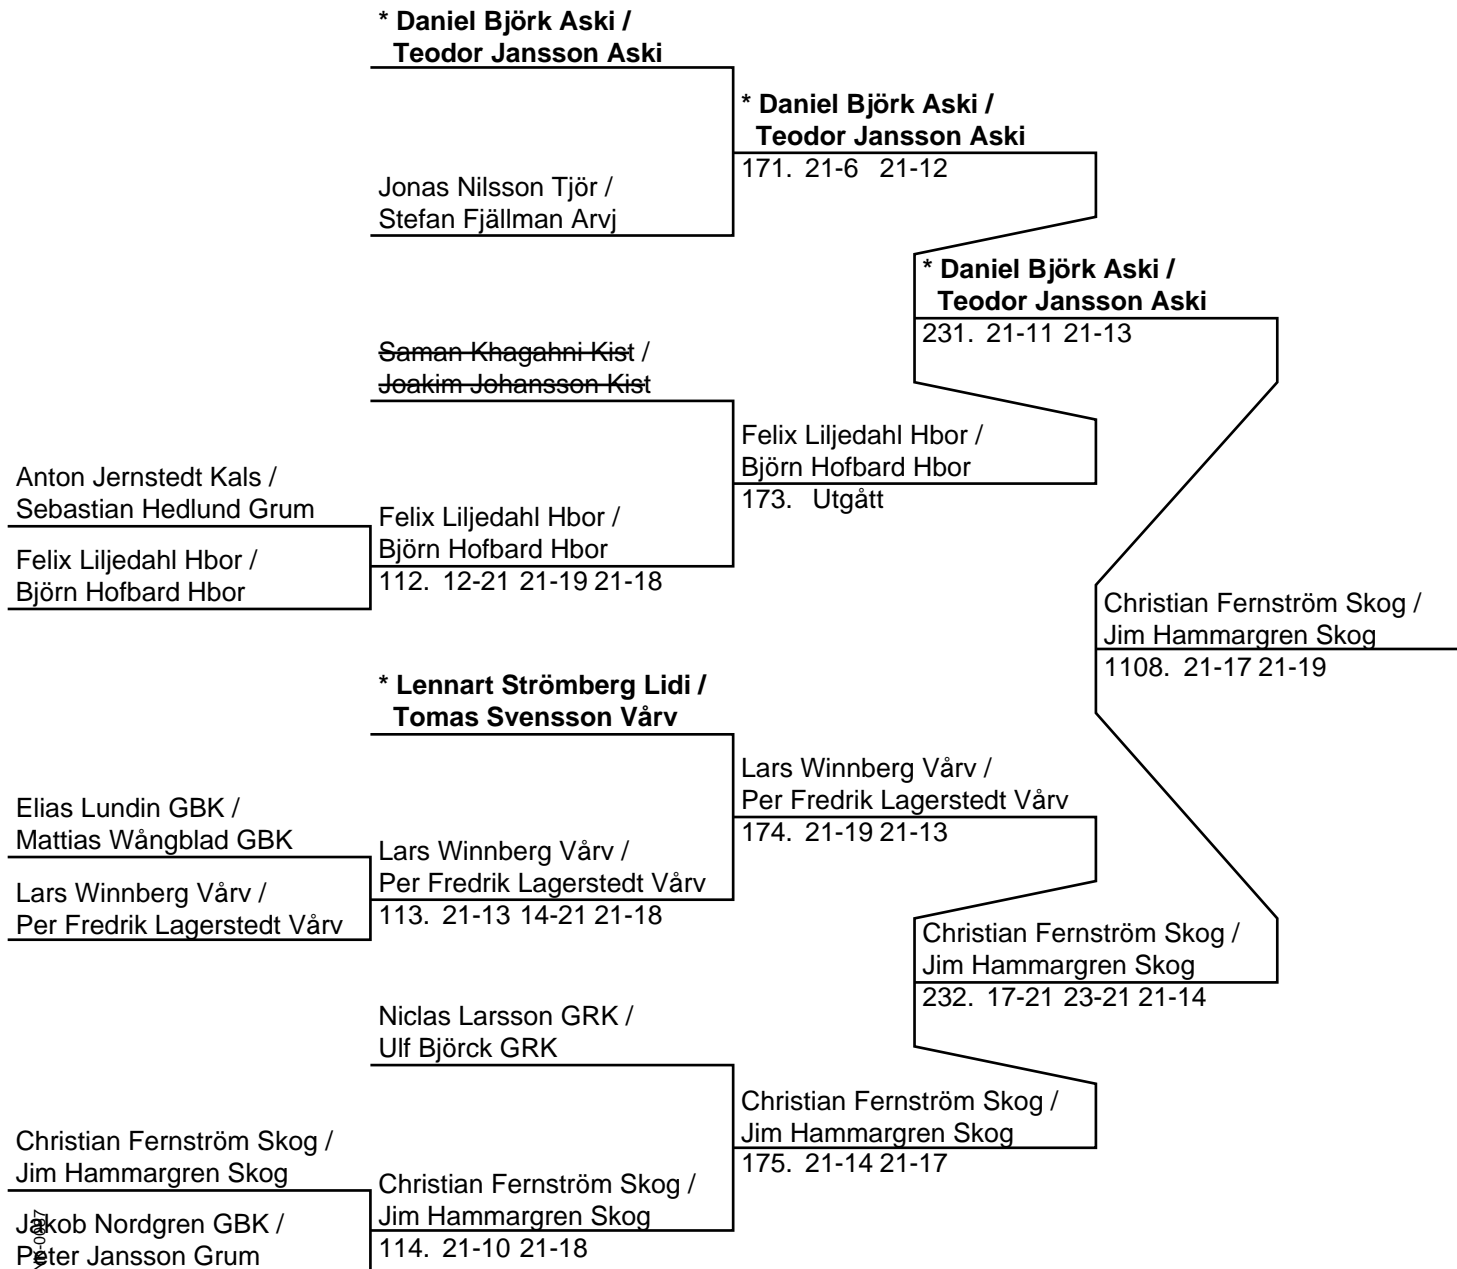 * Daniel Björk Aski /
Teodor Jansson Aski
* Daniel Björk Aski /
Teodor Jansson Aski
171. 21-6 21-12
Jonas Nilsson Tjör /
Stefan Fjällman Arvj
* Daniel Björk Aski /
Teodor Jansson Aski
231. 21-11 21-13
Saman Khagahni Kist /
Joakim Johansson Kist
Felix Liljedahl Hbor /
Björn Hofbard Hbor
173. Utgått
Anton Jernstedt Kals /
Sebastian Hedlund Grum
Felix Liljedahl Hbor /
Björn Hofbard Hbor
112. 12-21 21-19 21-18
Felix Liljedahl Hbor /
Björn Hofbard Hbor
Christian Fernström Skog /
Jim Hammargren Skog
1108. 21-17 21-19
* Lennart Strömberg Lidi /
Tomas Svensson Vårv
Lars Winnberg Vårv /
Per Fredrik Lagerstedt Vårv
174. 21-19 21-13
Elias Lundin GBK /
Mattias Wångblad GBK
Lars Winnberg Vårv /
Per Fredrik Lagerstedt Vårv
113. 21-13 14-21 21-18
Lars Winnberg Vårv /
Per Fredrik Lagerstedt Vårv
Christian Fernström Skog /
Jim Hammargren Skog
232. 17-21 23-21 21-14
Niclas Larsson GRK /
Ulf Björck GRK
Christian Fernström Skog /
Jim Hammargren Skog
175. 21-14 21-17
Christian Fernström Skog /
Jim Hammargren Skog
Christian Fernström Skog /
Jim Hammargren Skog
114. 21-10 21-18
Jakob Nordgren GBK /
Peter Jansson Grum